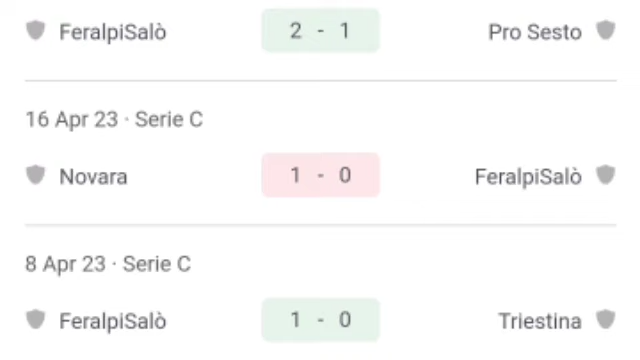 FeralpiSalò 2 - 1 Pro Sesto
16 Apr 23 · Serie C
Novara 1 - 0 FeralpiSalò
8 Apr 23 · Serie C
FeralpiSalò 1 - 0 Triestina